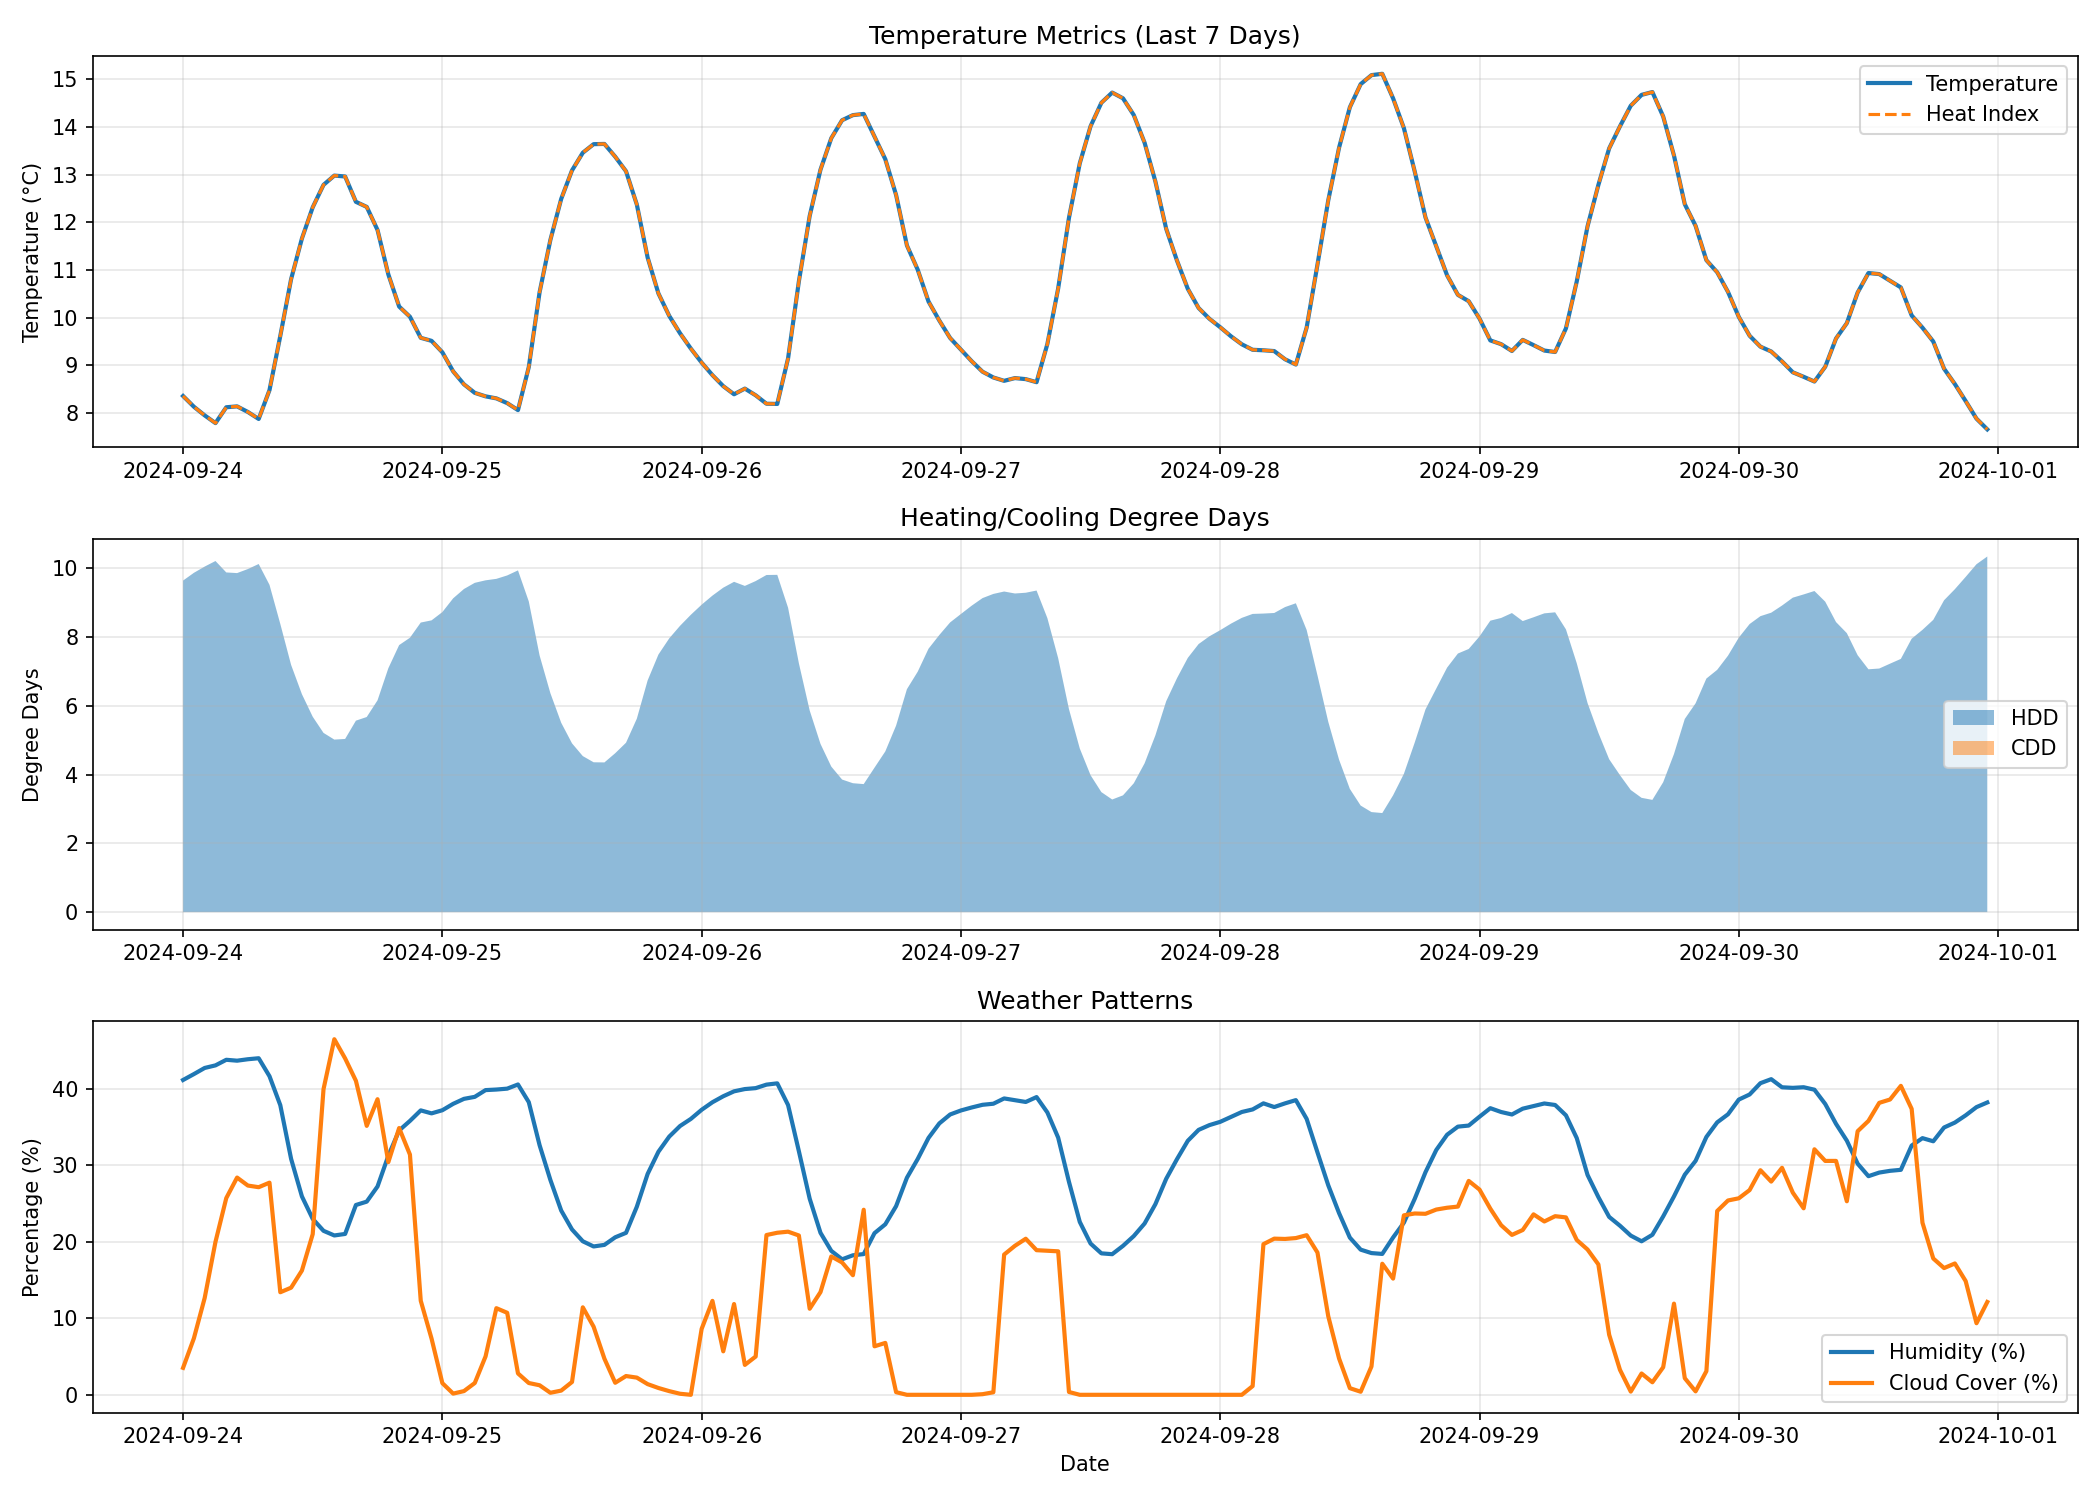 Temperature Metrics (Last 7 Days)
Temperature (°C)
15
14
13
12
11
10
9
8
Temperature
Heat Index
2024-09-24 2024-09-25 2024-09-26 2024-09-27 2024-09-28 2024-09-29 2024-09-30 2024-10-01
Heating/Cooling Degree Days
Degree Days
10
8
6
4
2
0
HDD
CDD
2024-09-24 2024-09-25 2024-09-26 2024-09-27 2024-09-28 2024-09-29 2024-09-30 2024-10-01
Weather Patterns
Percentage (%)
40
30
20
10
0
Humidity (%)
Cloud Cover (%)
2024-09-24 2024-09-25 2024-09-26 2024-09-27 2024-09-28 2024-09-29 2024-09-30 2024-10-01
Date